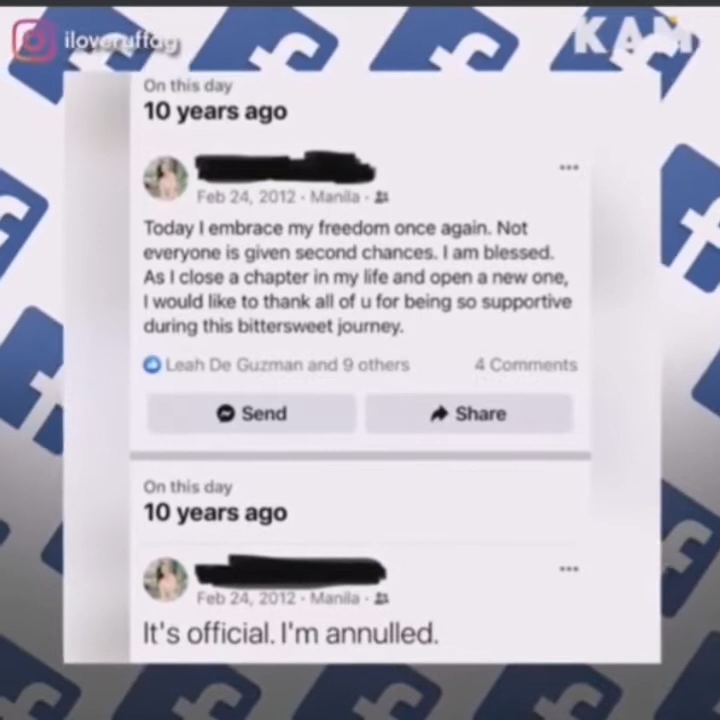 iloveruffag
KAMI
On this day
10 years ago
Feb 24, 2012 · Manila ·
Today I embrace my freedom once again. Not
everyone is given second chances. I am blessed.
As I close a chapter in my life and open a new one,
I would like to thank all of u for being so supportive
during this bittersweet journey.
Leah De Guzman and 9 others 4 Comments
Send Share
On this day
10 years ago
Feb 24, 2012 · Manila ·
It's official. I'm annulled.